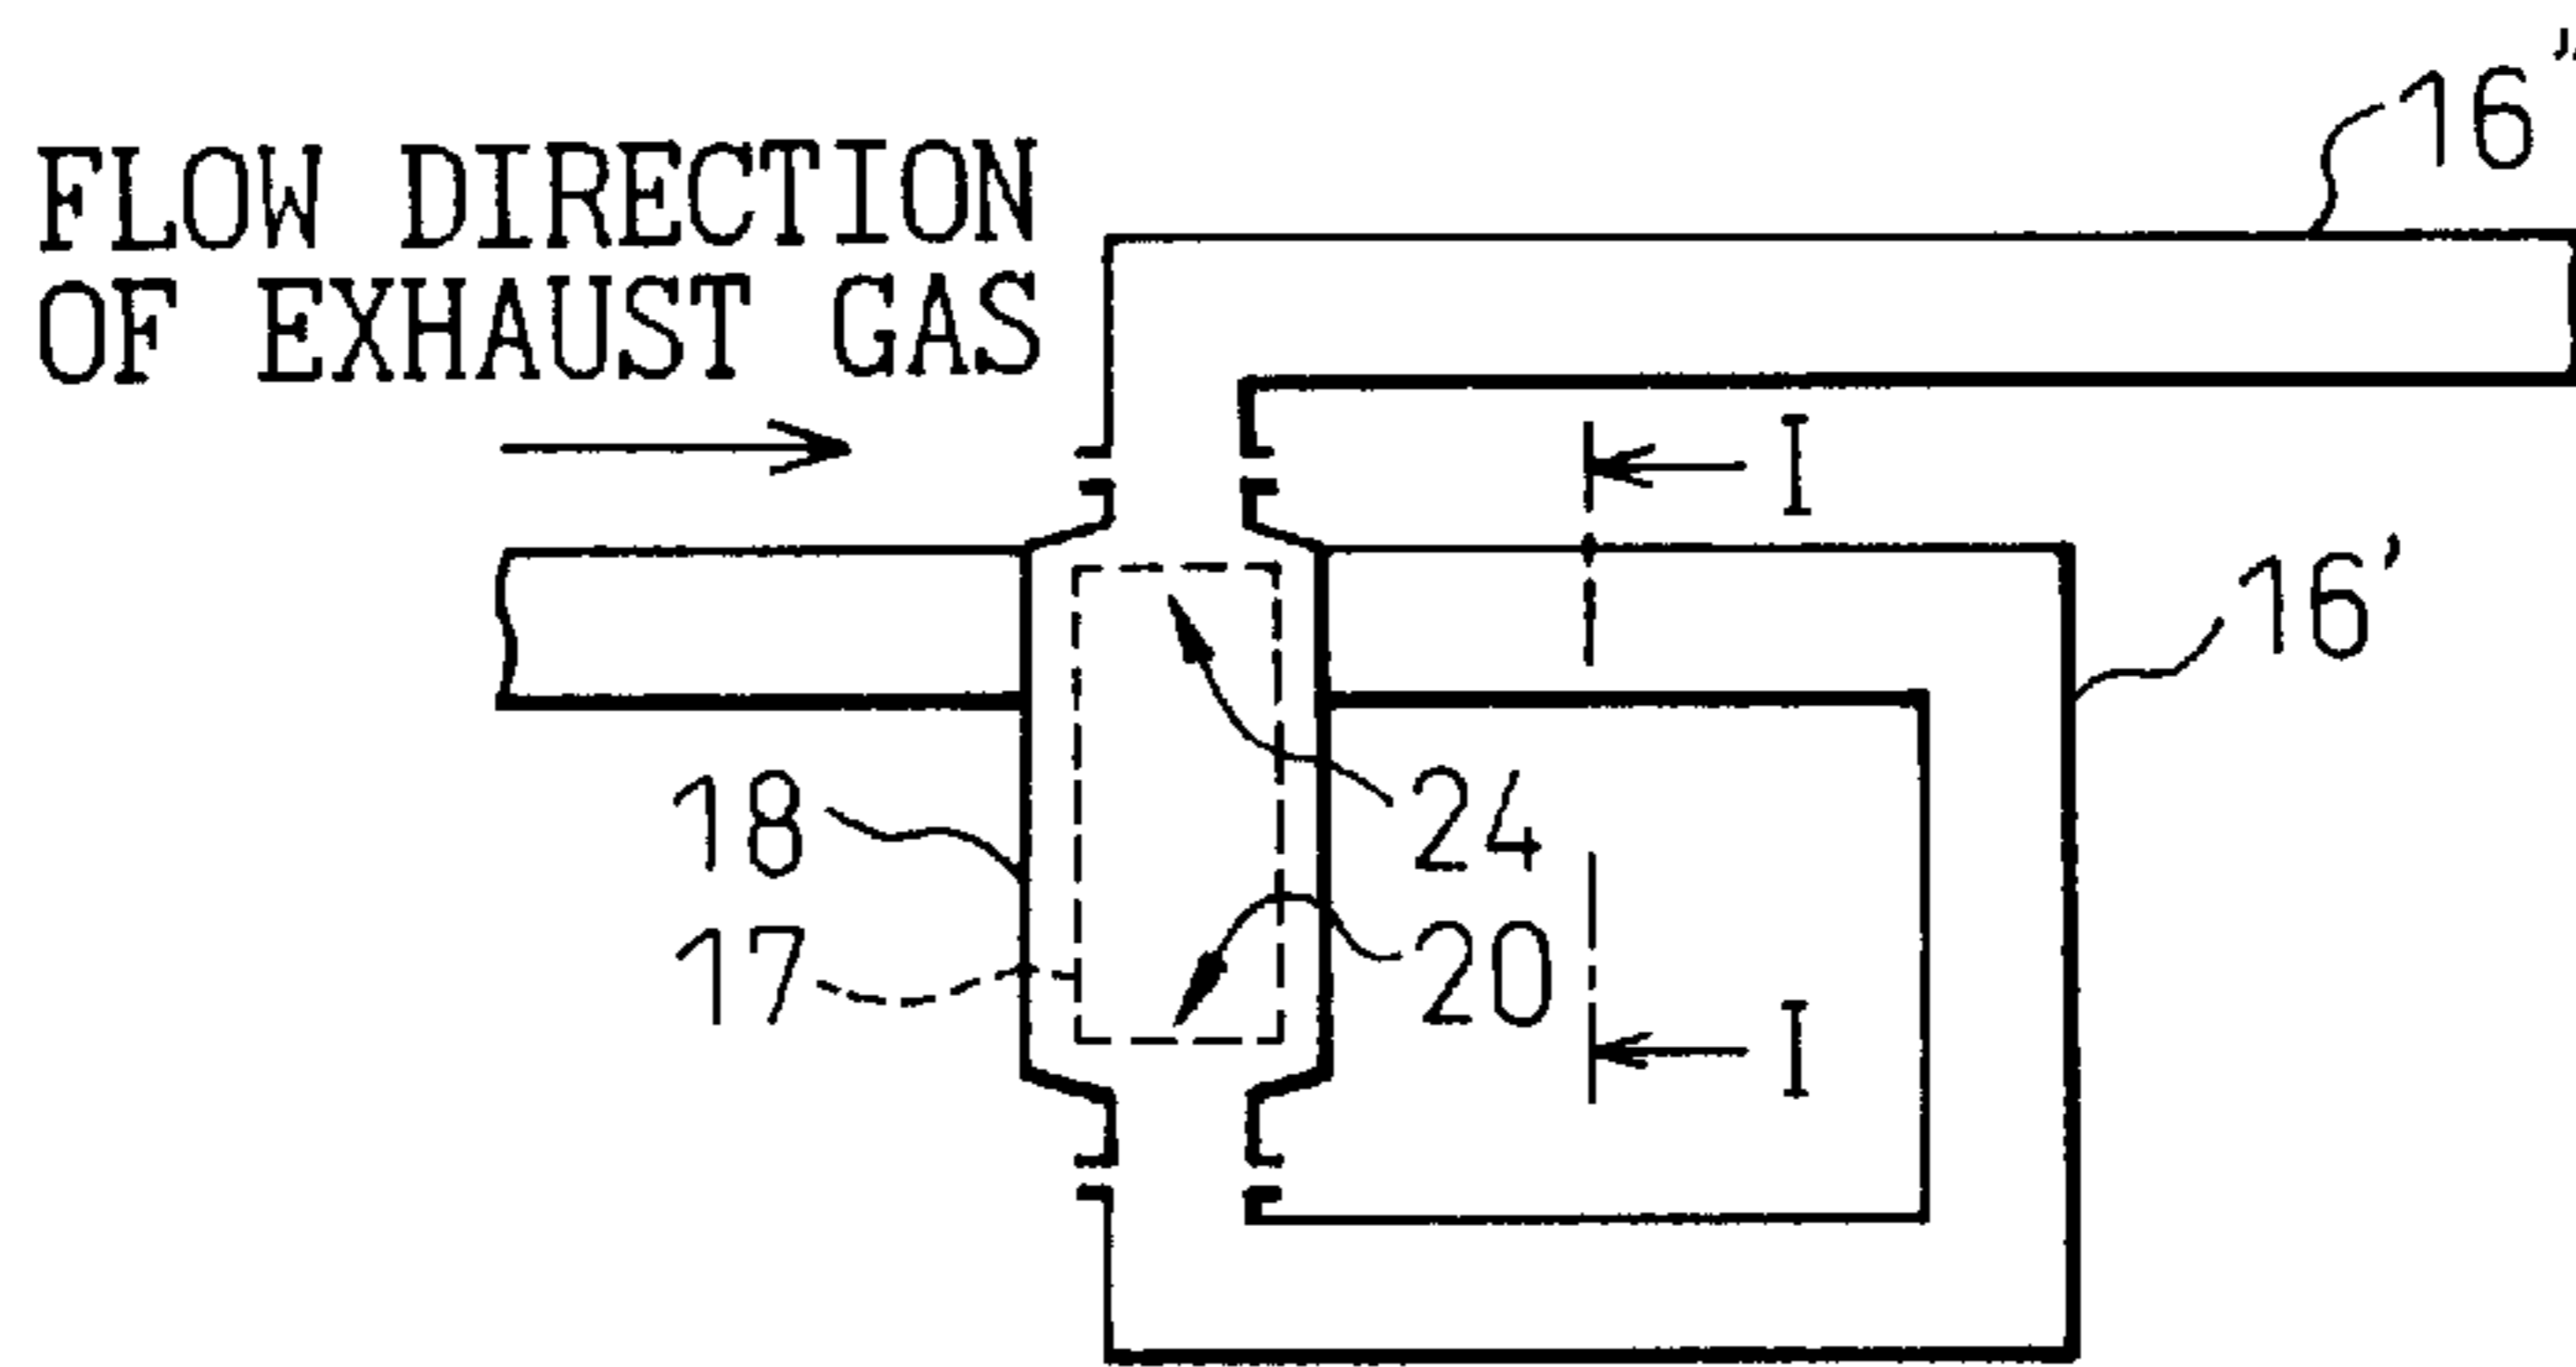 FLOW DIRECTION
OF EXHAUST GAS
16"
I
16'
18
24
17
20
I